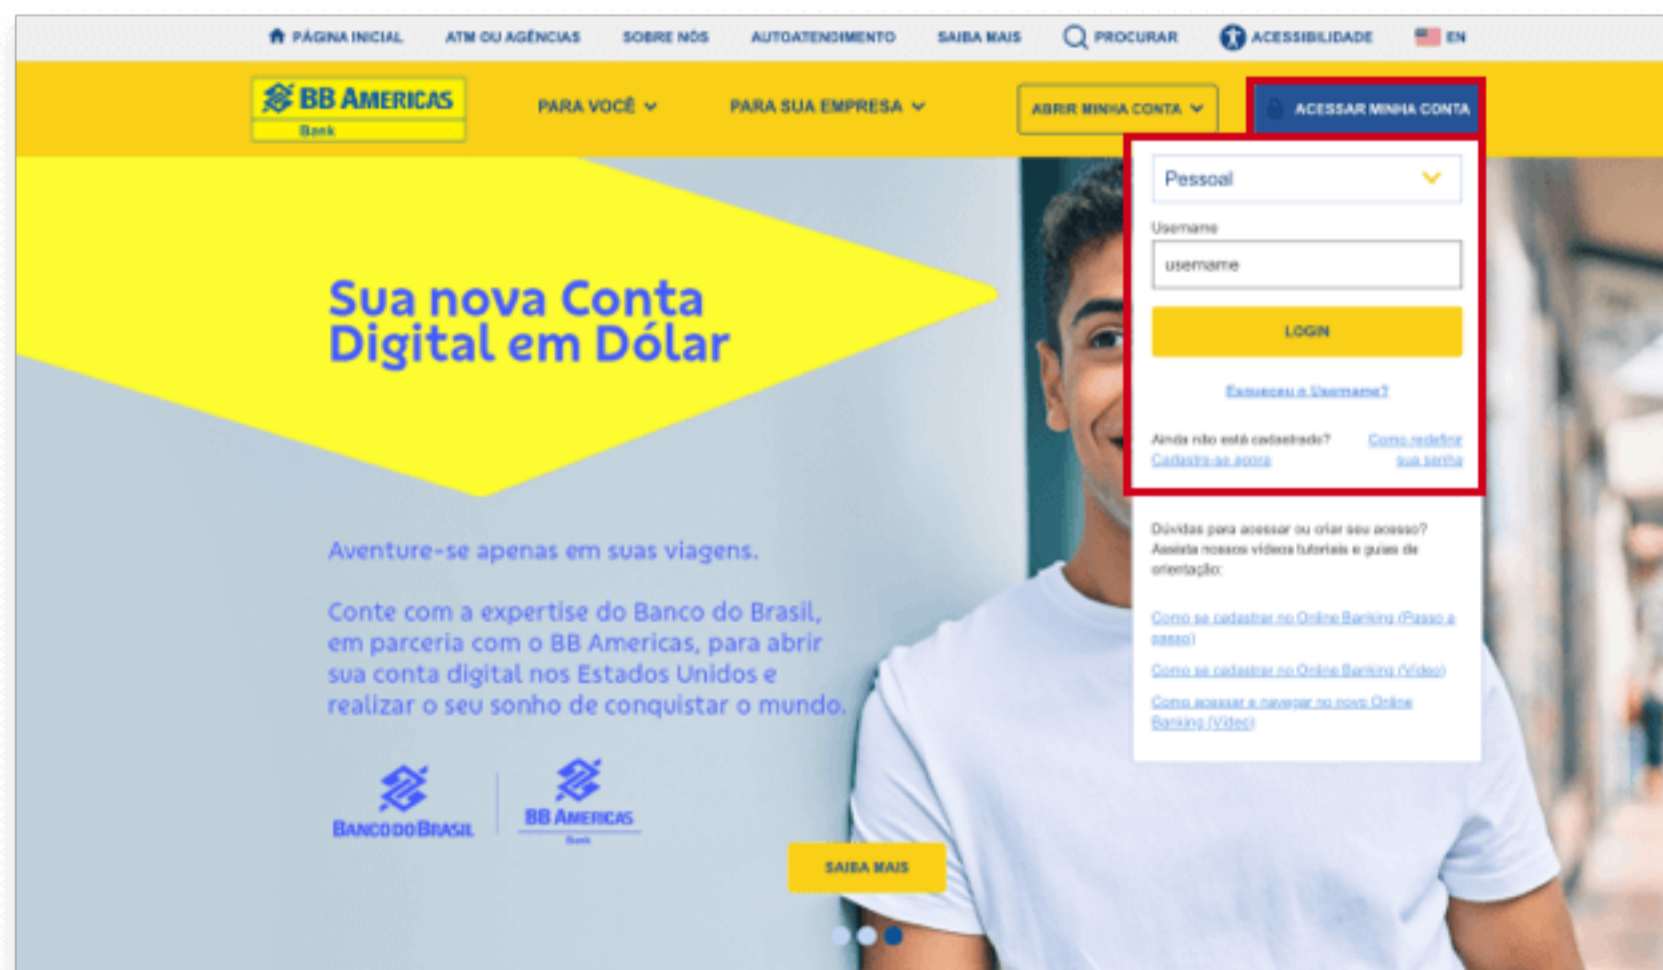 PÁGINA INICIAL ATM OU AGÊNCIAS SOBRE NÓS AUTOATENDIMENTO SAIBA MAIS PROCURAR ACESSIBILIDADE EN
BB AMERICAS
Bank
PARA VOCÊ PARA SUA EMPRESA ABRIR MINHA CONTA ACESSAR MINHA CONTA
Sua nova Conta
Digital em Dólar
Aventure-se apenas em suas viagens.
Conte com a expertise do Banco do Brasil,
em parceria com o BB Americas, para abrir
sua conta digital nos Estados Unidos e
realizar o seu sonho de conquistar o mundo.
BANCO DO BRASIL
BB AMERICAS
Bank
SAIBA MAIS
Pessoal
Username
username
LOGIN
Esqueceu o Username?
Ainda não está cadastrado?
Cadastre-se agora
Como redefinir
sua senha
Dúvidas para acessar ou criar seu acesso?
Assista nossos vídeos tutoriais e guias de
orientação:
Como se cadastrar no Online Banking (Passo a
passo)
Como se cadastrar no Online Banking (Vídeo)
Como acessar e navegar no novo Online
Banking (Vídeo)